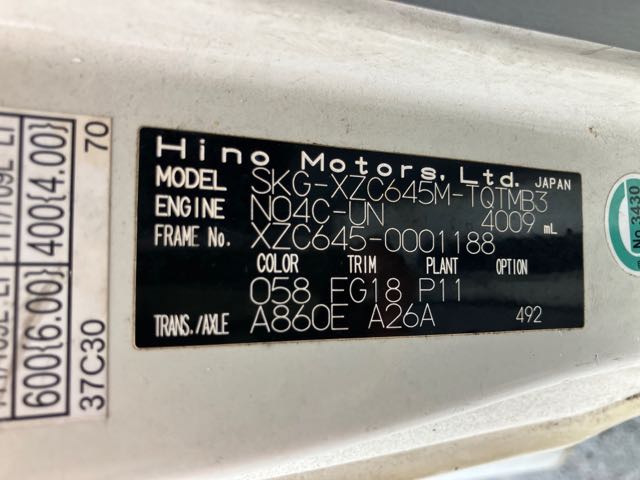 Hino Motors, Ltd. JAPAN
MODEL SKG-XZC645M-TQTMB3
ENGINE N04C-UN 4009 mL
FRAME No. XZC645-0001188
COLOR TRIM PLANT OPTION
058 FG18 P11
TRANS./AXLE A860E A26A 492
600{6.00} 400{4.00}
37C30 70